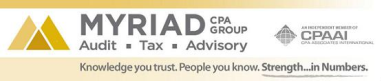 MYRIAD CPA GROUP
Audit ▪ Tax ▪ Advisory
AN INDEPENDENT MEMBER OF
CPAAI
CPA ASSOCIATES INTERNATIONAL
Knowledge you trust. People you know. Strength...in Numbers.